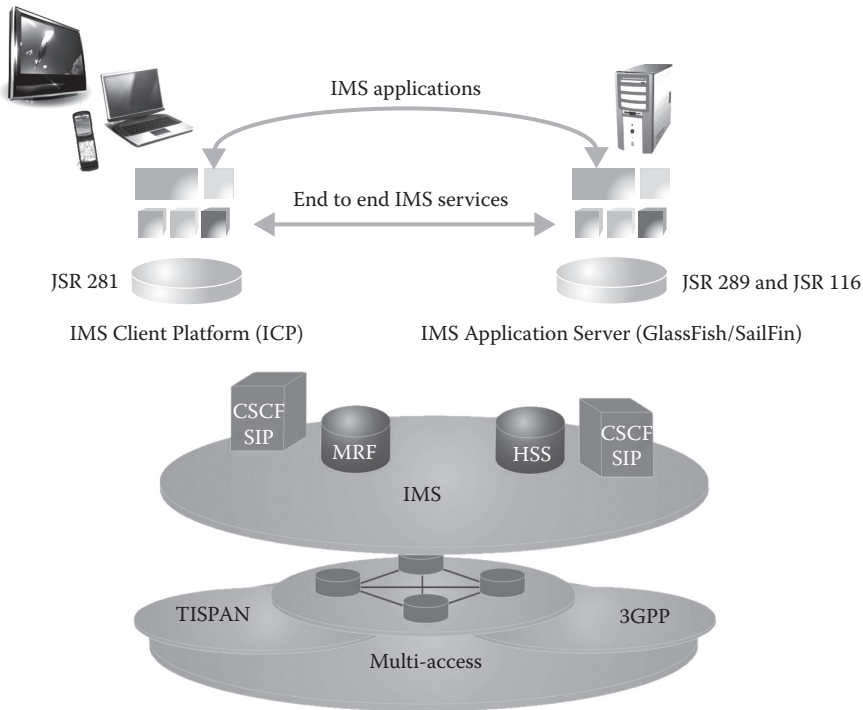 IMS applications
End to end IMS services
JSR 281
JSR 289 and JSR 116
IMS Client Platform (ICP)
IMS Application Server (GlassFish/SailFin)
CSCF
SIP
MRF
HSS
CSCF
SIP
IMS
TISPAN
3GPP
Multi-access